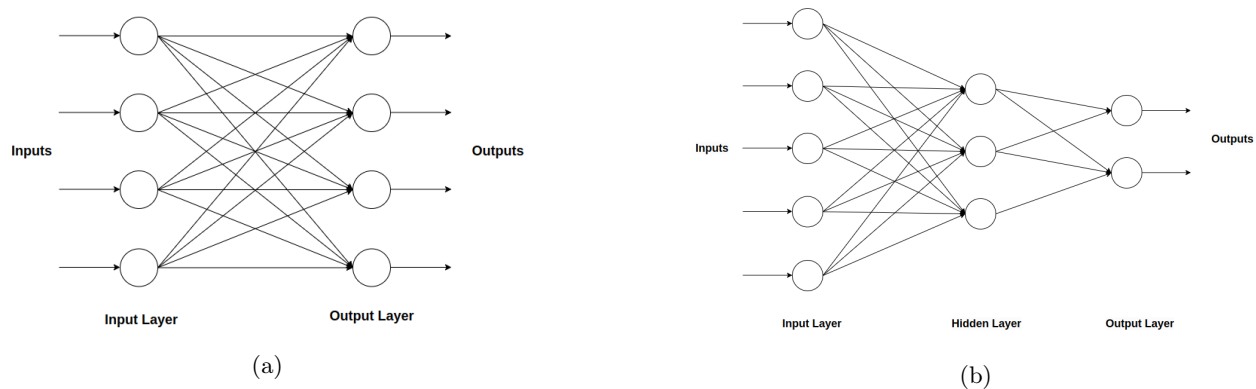 Inputs
Outputs
Input Layer
Output Layer
(a)
Inputs
Outputs
Input Layer
Hidden Layer
Output Layer
(b)